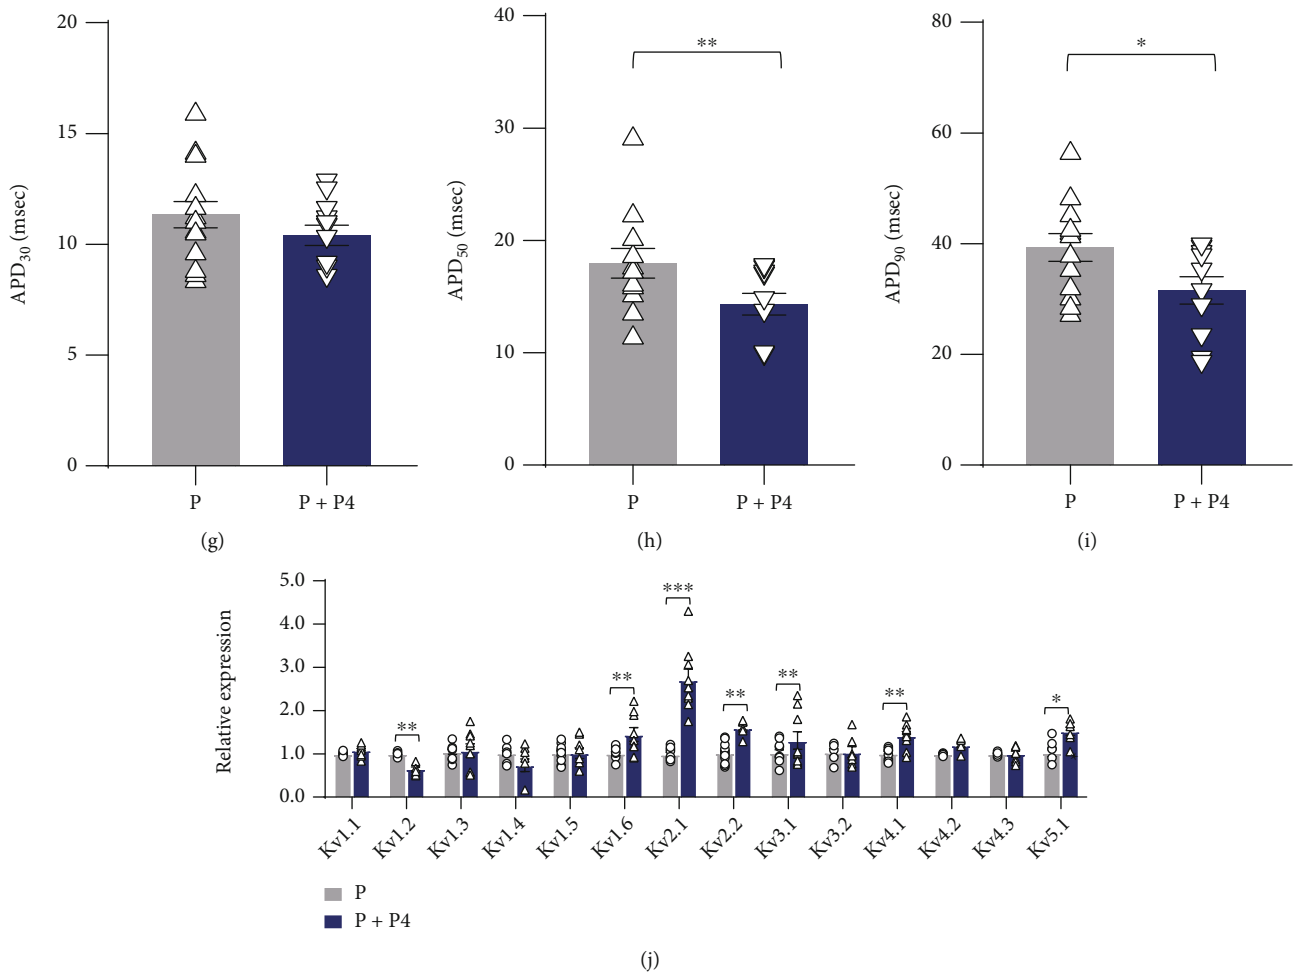 20
15
10
5
0
APD30 (msec)
P
P + P4
(g)
40
30
20
10
0
APD50 (msec)
**
P
P + P4
(h)
80
60
40
20
0
APD90 (msec)
*
P
P + P4
(i)
5.0
4.0
3.0
2.0
1.0
0.0
Relative expression
**
**
***
**
**
**
*
Kv1.1
Kv1.2
Kv1.3
Kv1.4
Kv1.5
Kv1.6
Kv2.1
Kv2.2
Kv3.1
Kv3.2
Kv4.1
Kv4.2
Kv4.3
Kv5.1
P
P + P4
(j)